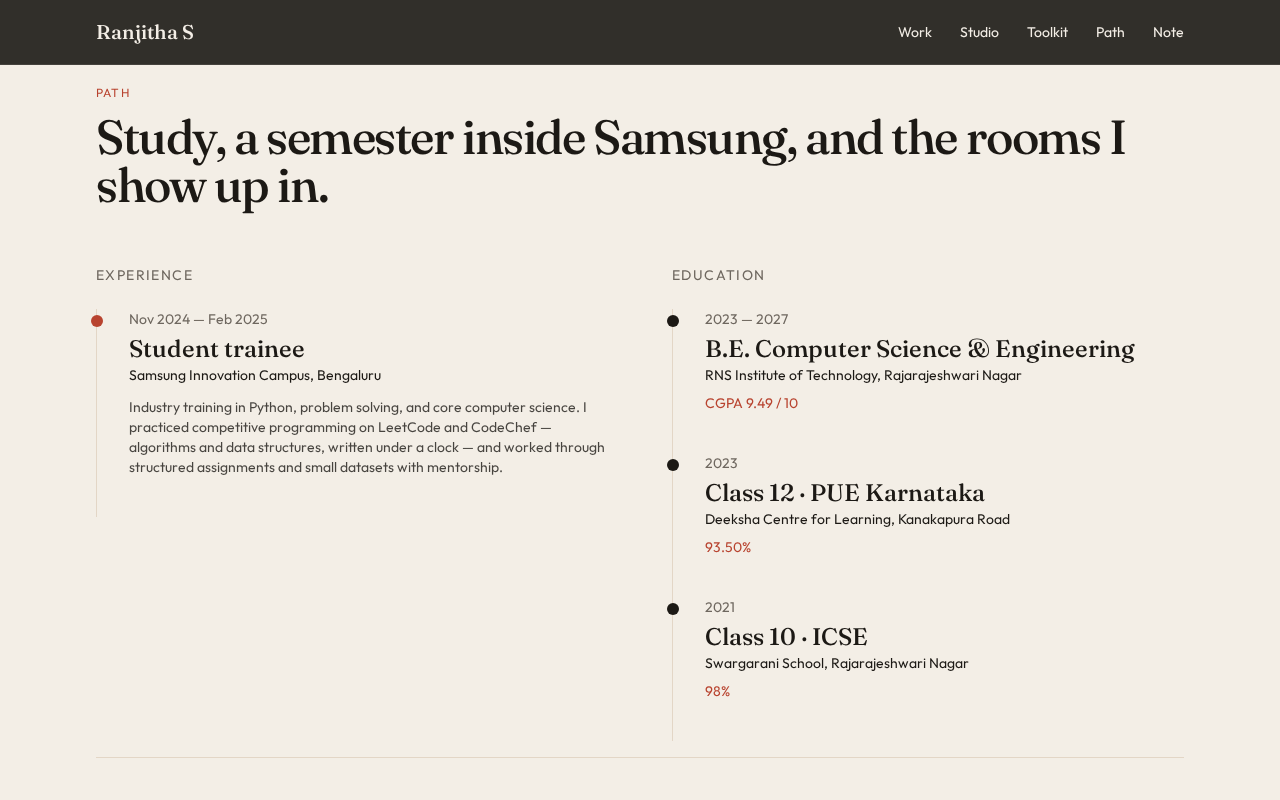 Ranjitha S
Work
Studio
Toolkit
Path
Note
PATH
Study, a semester inside Samsung, and the rooms I
show up in.
EXPERIENCE
Nov 2024 — Feb 2025
Student trainee
Samsung Innovation Campus, Bengaluru
Industry training in Python, problem solving, and core computer science. I
practiced competitive programming on LeetCode and CodeChef —
algorithms and data structures, written under a clock — and worked through
structured assignments and small datasets with mentorship.
EDUCATION
2023 — 2027
B.E. Computer Science & Engineering
RNS Institute of Technology, Rajarajeshwari Nagar
CGPA 9.49 / 10
2023
Class 12 · PUE Karnataka
Deeksha Centre for Learning, Kanakapura Road
93.50%
2021
Class 10 · ICSE
Swargarani School, Rajarajeshwari Nagar
98%